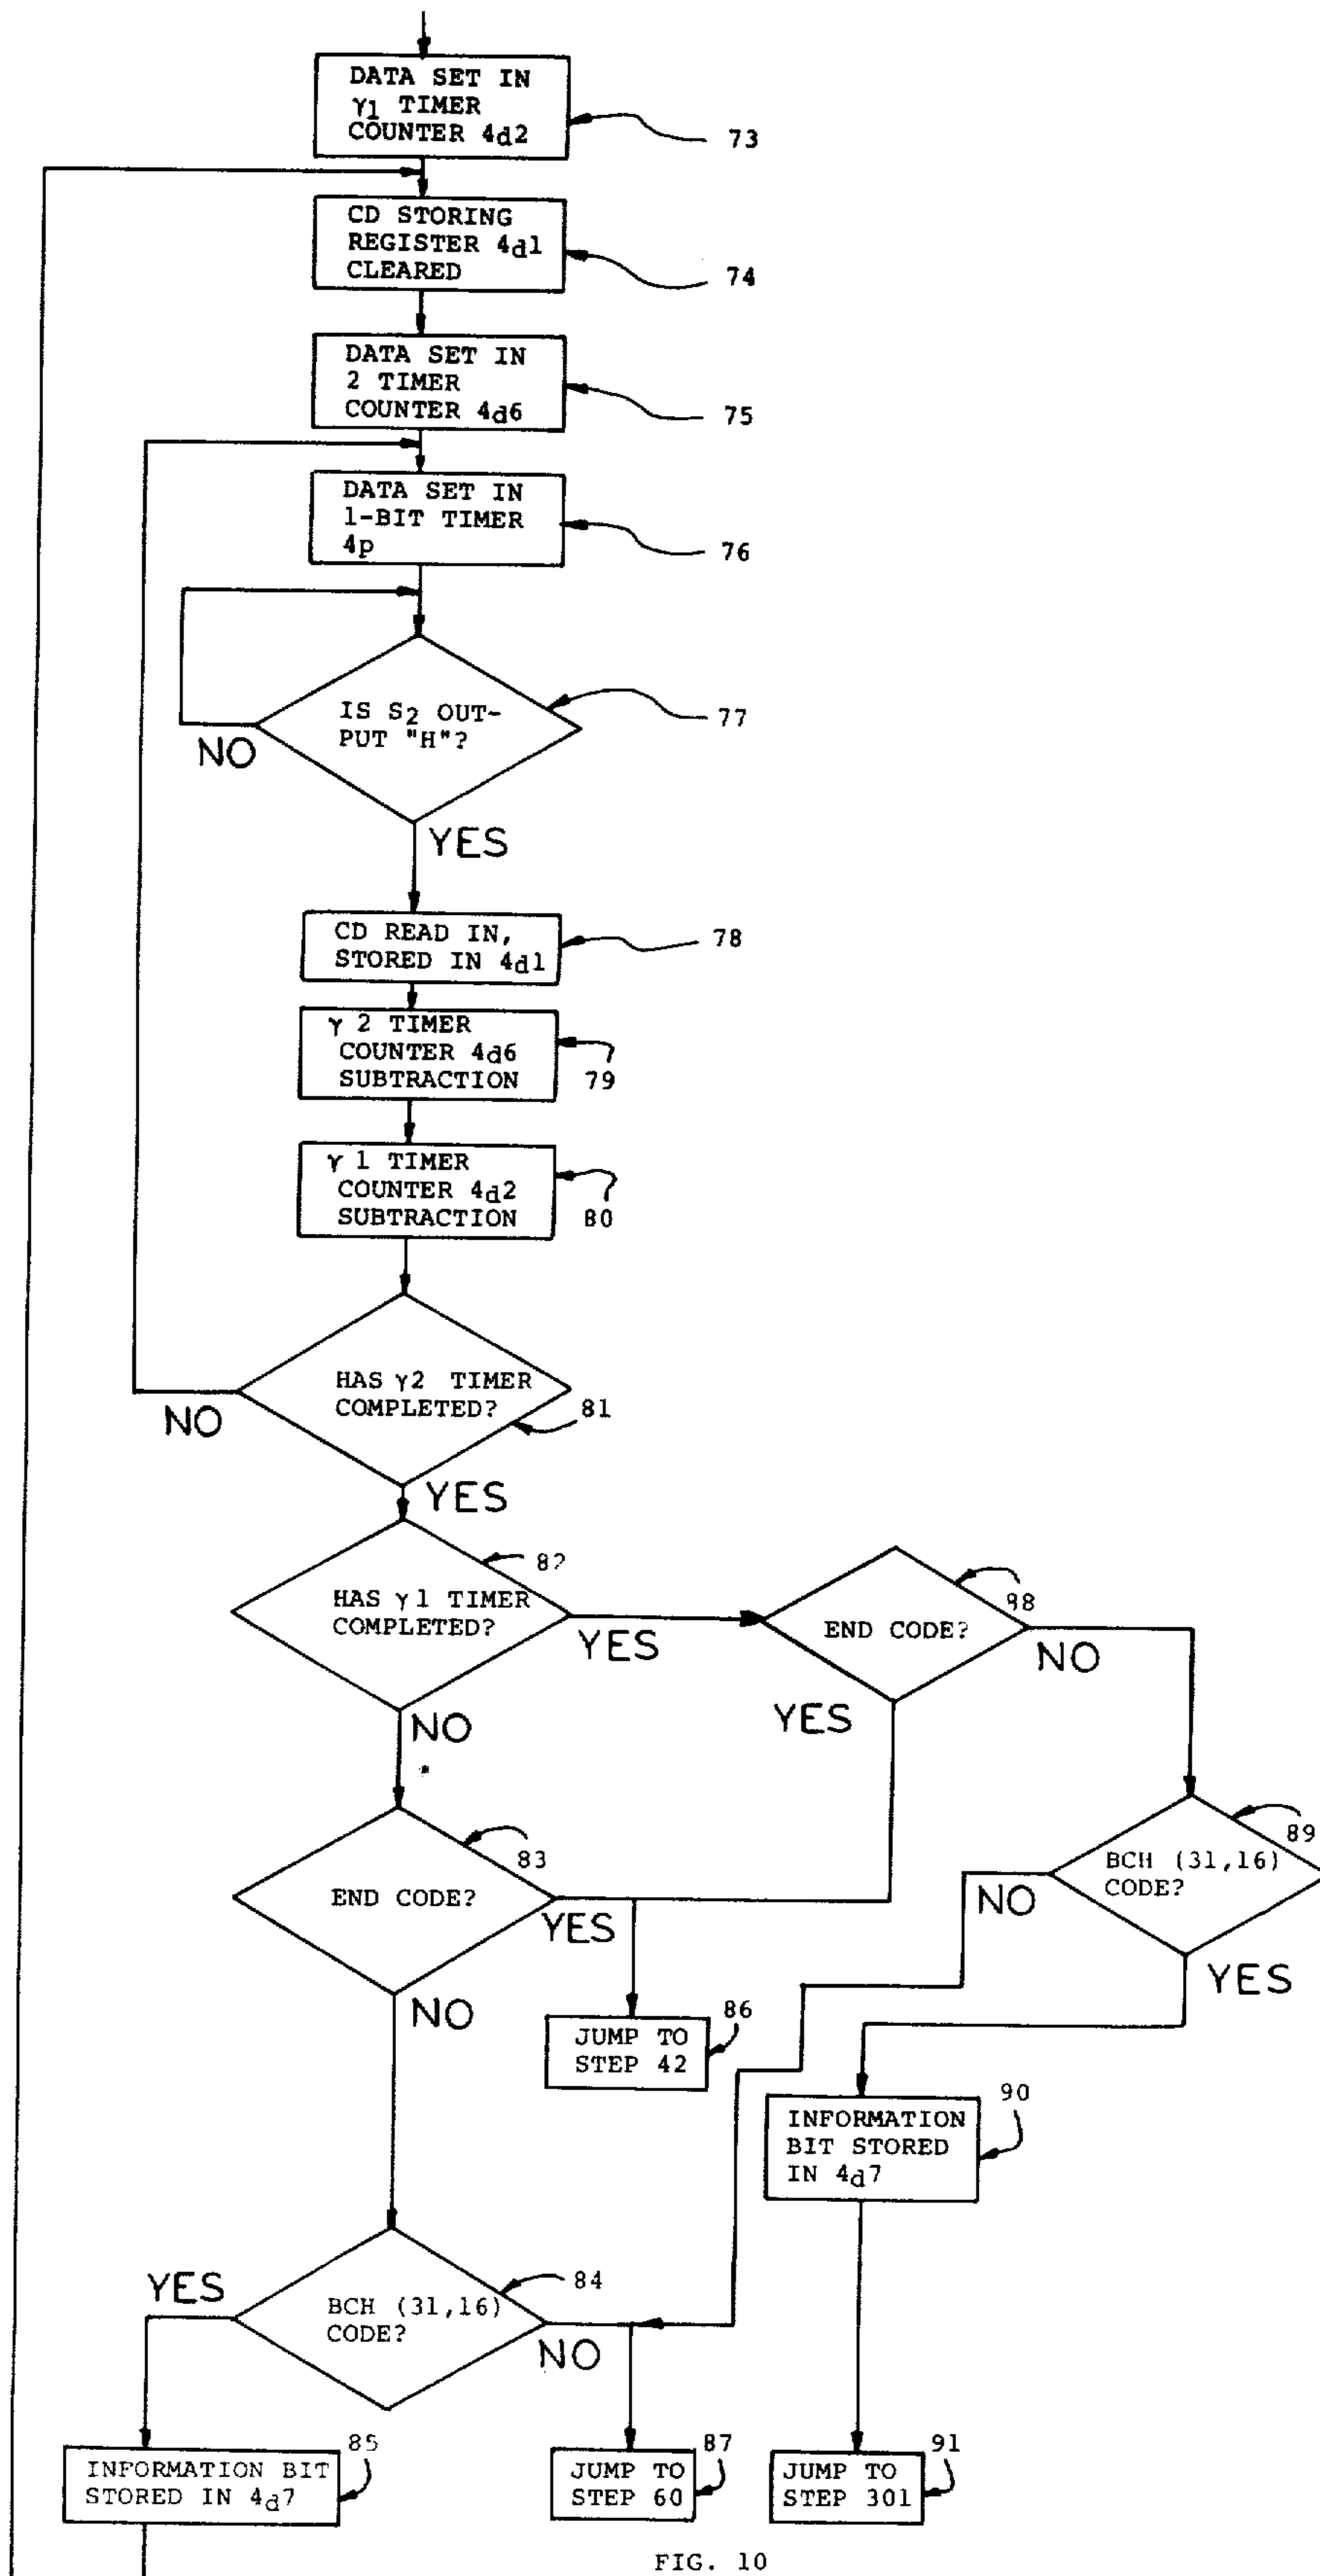 DATA SET IN
γ1 TIMER
COUNTER 4d2
73
CD STORING
REGISTER 4d1
CLEARED
74
DATA SET IN
2 TIMER
COUNTER 4d6
75
DATA SET IN
1-BIT TIMER
4p
76
IS S2 OUT-
PUT "H"?
77
NO
YES
CD READ IN,
STORED IN 4d1
78
γ 2 TIMER
COUNTER 4d6
SUBTRACTION
79
γ 1 TIMER
COUNTER 4d2
SUBTRACTION
80
HAS γ2 TIMER
COMPLETED?
81
NO
YES
82
HAS γ1 TIMER
COMPLETED?
YES
NO
88
END CODE?
NO
YES
83
END CODE?
YES
NO
89
BCH (31,16)
CODE?
NO
YES
86
JUMP TO
STEP 42
90
INFORMATION
BIT STORED
IN 4d7
84
BCH (31,16)
CODE?
YES
NO
85
INFORMATION BIT
STORED IN 4d7
87
JUMP TO
STEP 60
91
JUMP TO
STEP 301
FIG. 10